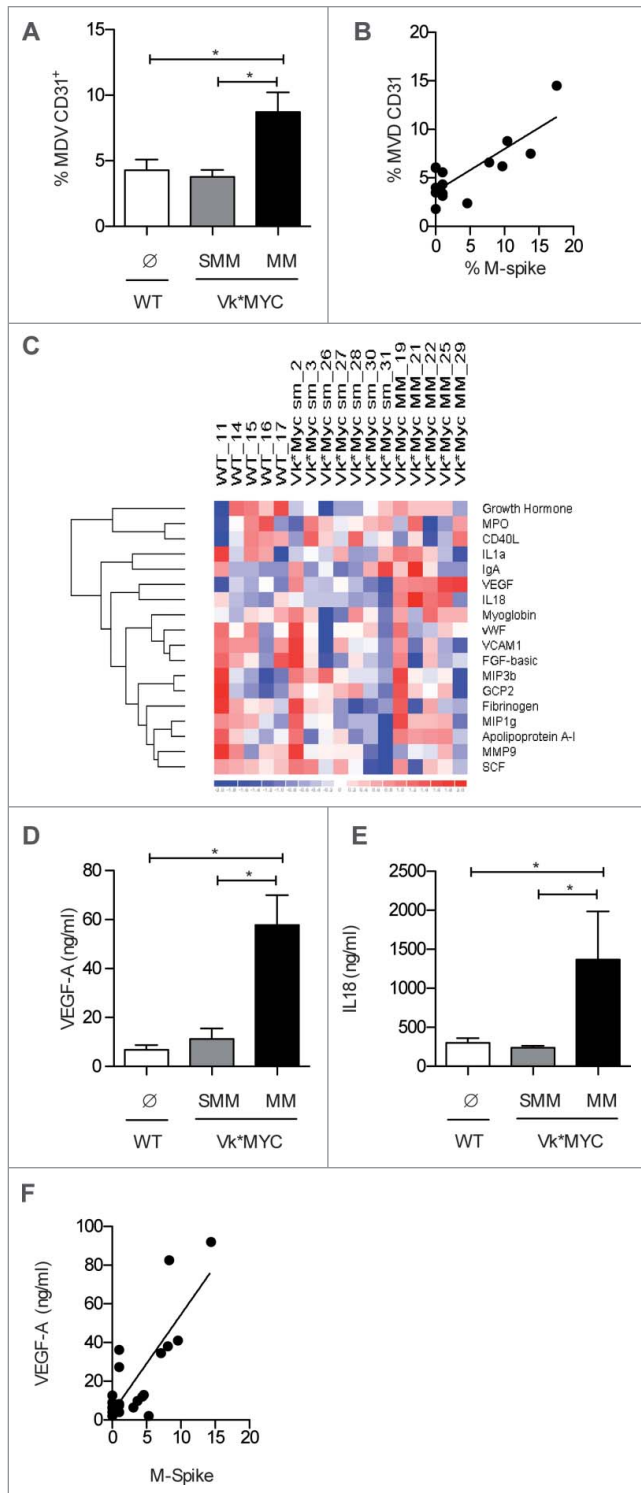 A
% MDV CD31+
15
10
5
0
*
*
∅
SMM
MM
WT
Vk*MYC
B
% MVD CD31
20
15
10
5
0
0
5
10
15
20
% M-spike
C
WT_11
WT_14
WT_15
WT_16
WT_17
Vk*Myc sm_2
Vk*Myc sm_3
Vk*Myc sm_26
Vk*Myc sm_27
Vk*Myc sm_28
Vk*Myc sm_30
Vk*Myc sm_31
Vk*Myc MM_19
Vk*Myc MM_21
Vk*Myc MM_22
Vk*Myc MM_25
Vk*Myc MM_29
Growth Hormone
MPO
CD40L
IL1a
IgA
VEGF
IL18
Myoglobin
vWF
VCAM1
FGF-basic
MIP3b
GCP2
Fibrinogen
MIP1g
Apolipoprotein A-I
MMP9
SCF
D
VEGF-A (ng/ml)
80
60
40
20
0
*
*
∅
SMM
MM
WT
Vk*MYC
E
IL18 (ng/ml)
2500
2000
1500
1000
500
0
*
*
∅
SMM
MM
WT
Vk*MYC
F
VEGF-A (ng/ml)
100
80
60
40
20
0
0
5
10
15
20
M-Spike